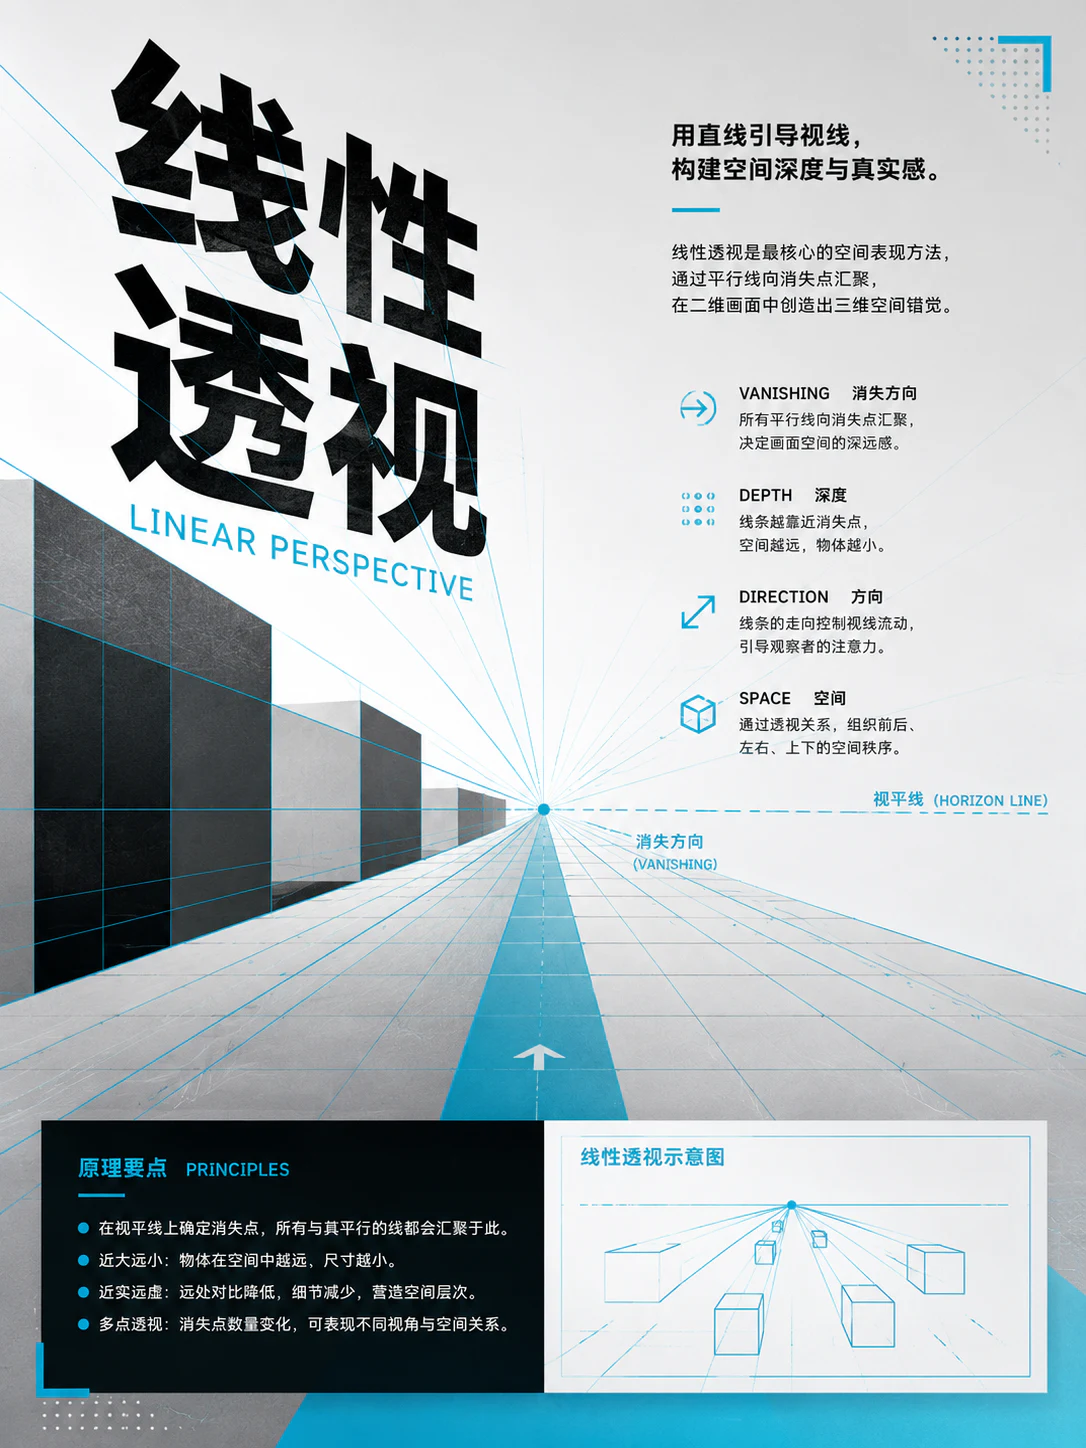 线性
透视
LINEAR PERSPECTIVE
用直线引导视线，
构建空间深度与真实感。
线性透视是最核心的空间表现方法，
通过平行线向消失点汇聚，
在二维画面中创造出三维空间错觉。
VANISHING 消失方向
所有平行线向消失点汇聚，
决定画面空间的深远感。
DEPTH 深度
线条越靠近消失点，
空间越远，物体越小。
DIRECTION 方向
线条的走向控制视线流动，
引导观察者的注意力。
SPACE 空间
通过透视关系，组织前后、
左右、上下的空间秩序。
视平线 (HORIZON LINE)
消失方向
(VANISHING)
原理要点 PRINCIPLES
在视平线上确定消失点，所有与其平行的线都会汇聚于此。
近大远小：物体在空间中越远，尺寸越小。
近实远虚：远处对比降低，细节减少，营造空间层次。
多点透视：消失点数量变化，可表现不同视角与空间关系。
线性透视示意图